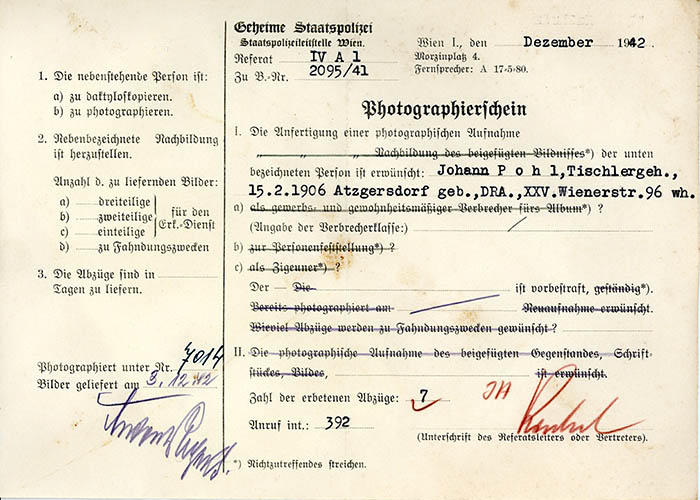 Geheime Staatspolizei
Staatspolizeileitstelle Wien.
Wien I., den Dezember 1942
Referat IV A 1
Morzinplatz 4.
Zu B.-Nr. 2095/41
Fernsprecher: A 17-5-80.
1. Die nebenstehende Person ist:
a) zu daktyloskopieren.
b) zu photographieren.
2. Nebenbezeichnete Nachbildung
ist herzustellen.
Anzahl d. zu liefernden Bilder:
a) dreiteilige
b) zweiteilige
c) einteilige
für den
Erk.-Dienst
d) zu Fahndungszwecken
3. Die Abzüge sind in
Tagen zu liefern.
Photographiert unter Nr. 7014
Bilder geliefert am 3. 12 42
Photographierschein
I. Die Anfertigung einer photographischen Aufnahme
„ „ Nachbildung des beigefügten Bildnisses*) der unten
bezeichneten Person ist erwünscht: Johann P o h l,Tischlergeh.,
15.2.1906 Atzgersdorf geb.,DRA.,XXV.Wienerstr.96 wh.
a) als gewerbs- und gewohnheitsmäßiger Verbrecher fürs Album*) ?
(Angabe der Verbrecherklasse:)
b) zur Personenfeststellung*) ?
c) als Zigeuner*) ?
Der — Die ist vorbestraft, geständig*).
Bereits photographiert am Neuaufnahme erwünscht.
Wieviel Abzüge werden zu Fahndungszwecken gewünscht ?
II. Die photographische Aufnahme des beigefügten Gegenstandes, Schrift-
stückes, Bildes, ist erwünscht.
Zahl der erbetenen Abzüge: 7
Anruf int.: 392
(Unterschrift des Referatsleiters oder Vertreters).
*) Nichtzutreffendes streichen.